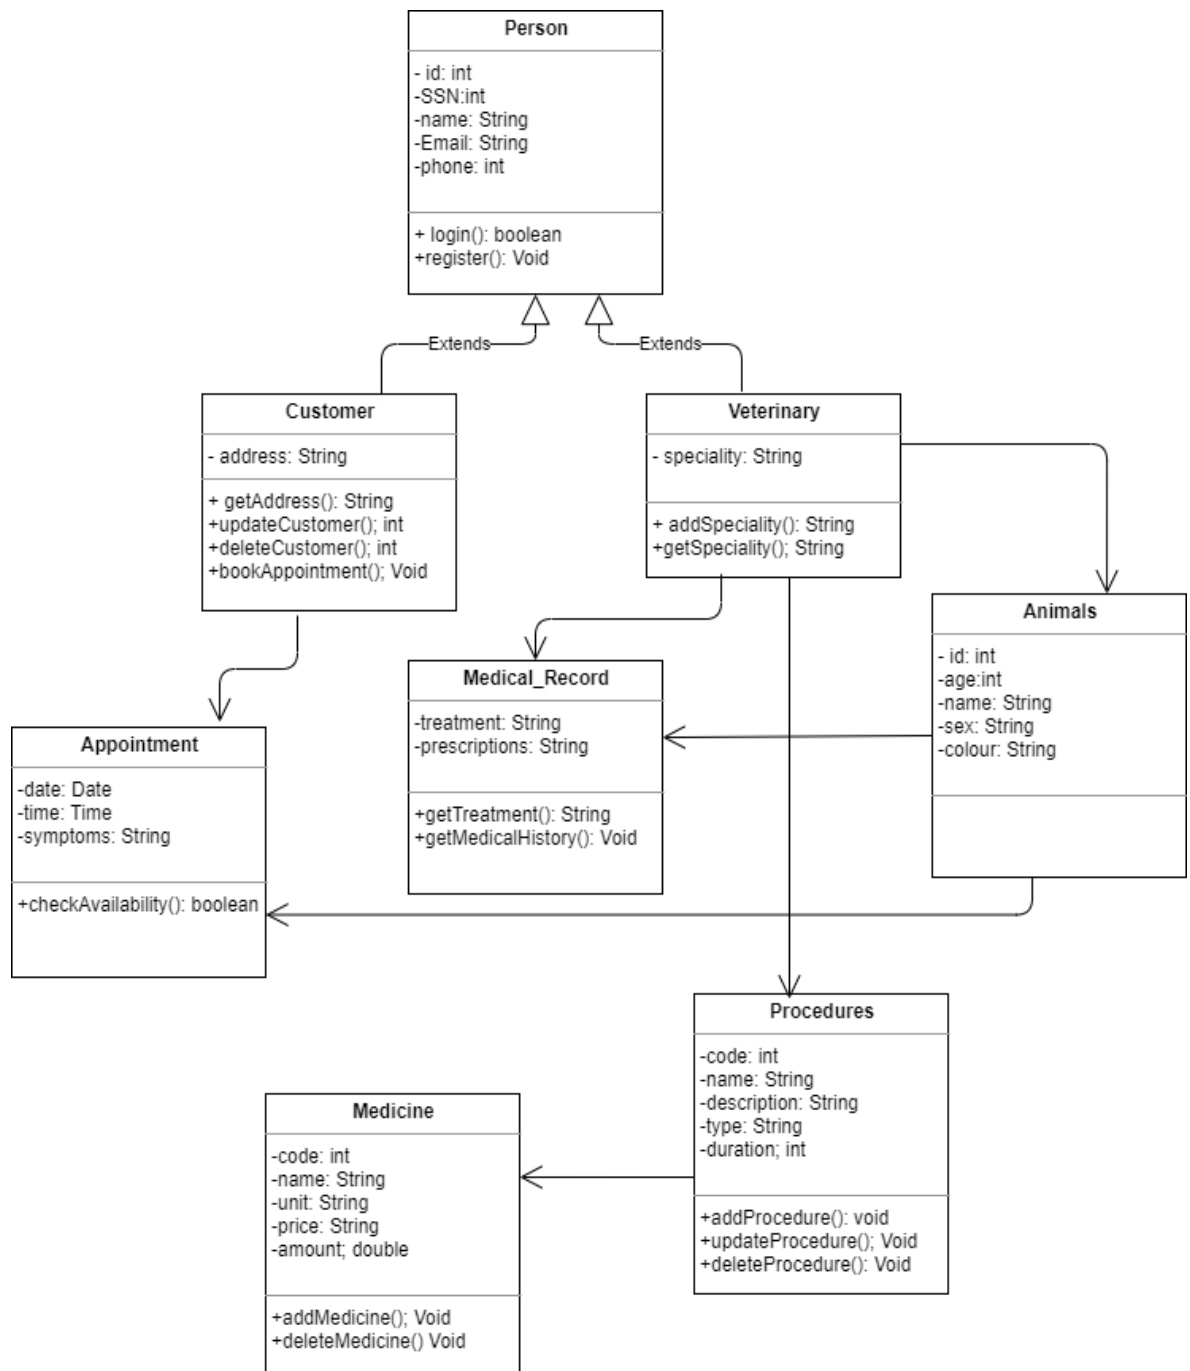 Person
- id: int
-SSN:int
-name: String
-Email: String
-phone: int
+ login(): boolean
+register(): Void
Extends
Extends
Customer
- address: String
+ getAddress(): String
+updateCustomer(); int
+deleteCustomer(); int
+bookAppointment(); Void
Veterinary
- speciality: String
+ addSpeciality(): String
+getSpeciality(); String
Animals
- id: int
-age:int
-name: String
-sex: String
-colour: String
Medical_Record
-treatment: String
-prescriptions: String
+getTreatment(): String
+getMedicalHistory(): Void
Appointment
-date: Date
-time: Time
-symptoms: String
+checkAvailability(): boolean
Procedures
-code: int
-name: String
-description: String
-type: String
-duration; int
+addProcedure(): void
+updateProcedure(); Void
+deleteProcedure(): Void
Medicine
-code: int
-name: String
-unit: String
-price: String
-amount; double
+addMedicine(); Void
+deleteMedicine() Void